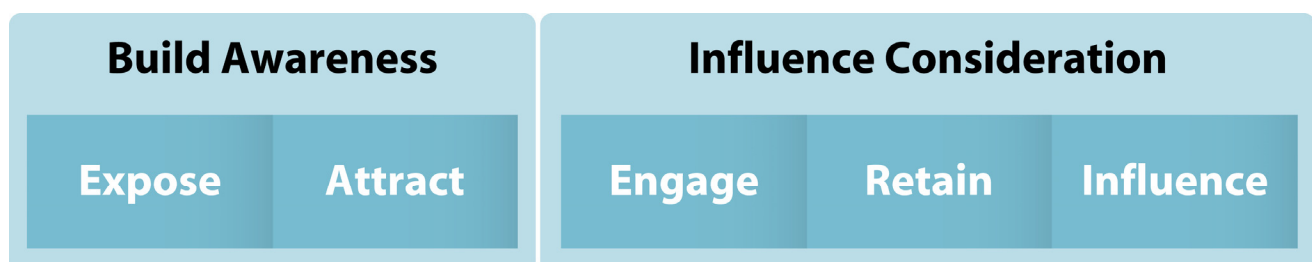 Build Awareness
Influence Consideration
Expose
Attract
Engage
Retain
Influence